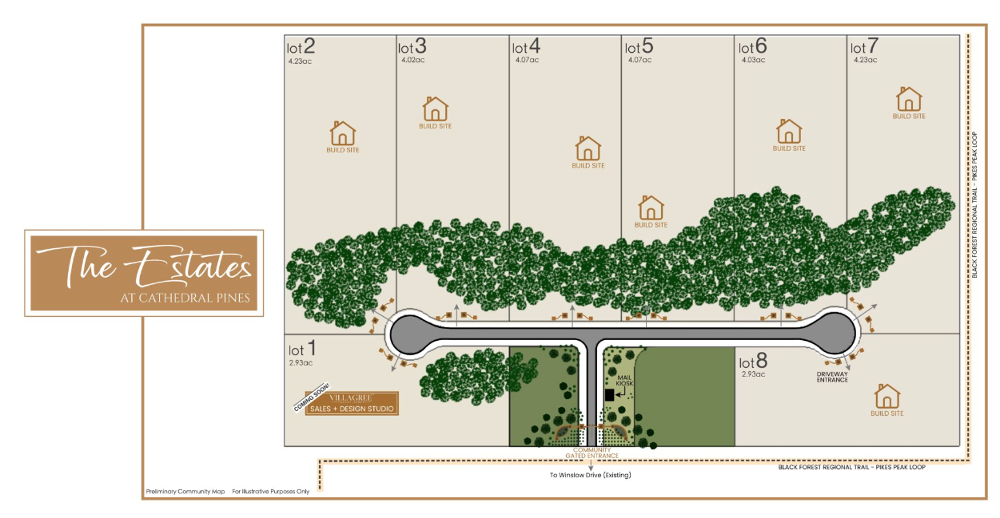 lot 2
4.23ac
lot 3
4.02ac
lot 4
4.07ac
lot 5
4.07ac
lot 6
4.03ac
lot 7
4.23ac
BUILD SITE
BUILD SITE
BUILD SITE
BUILD SITE
BUILD SITE
BUILD SITE
BLACK FOREST REGIONAL TRAIL - PIKES PEAK LOOP
The Estates
AT CATHEDRAL PINES
lot 1
2.93ac
COMING SOON!
VILLAGREE
SALES + DESIGN STUDIO
MAIL
KIOSK
lot 8
2.93ac
DRIVEWAY
ENTRANCE
BUILD SITE
COMMUNITY
GATED ENTRANCE
BLACK FOREST REGIONAL TRAIL - PIKES PEAK LOOP
To Winslow Drive (Existing)
Preliminary Community Map For Illustrative Purposes Only